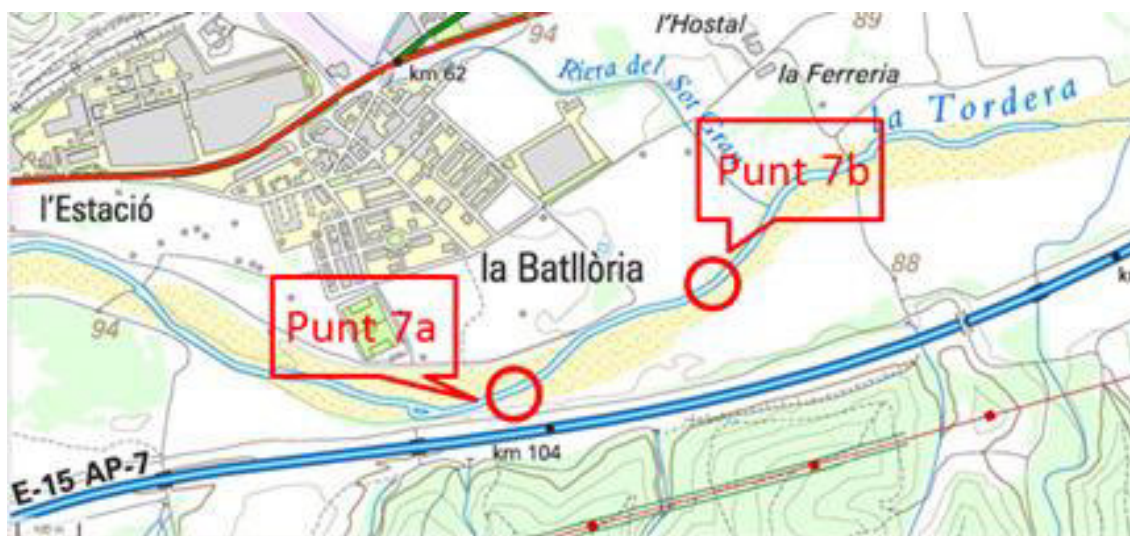 l'Hostal
89
94
km 62
Riera del Sot Gran
la Ferreria
la Tordera
Punt 7b
l'Estació
la Batllòria
88
94
Punt 7a
km 104
E-15 AP-7